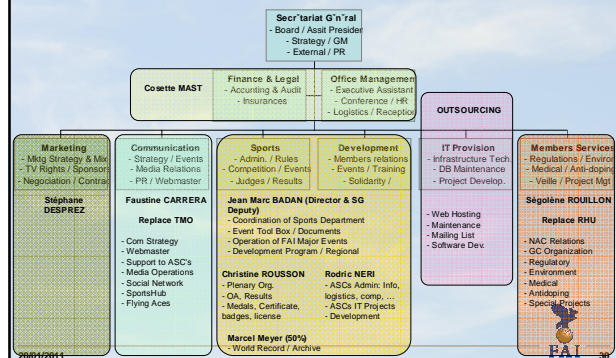 Secrˆtariat Gˆnˆral
- Board / Assit Presiden
- Strategy / GM
- External / PR
Cosette MAST
Finance & Legal
- Accunting & Audit
- Insurances
Office Management
- Executive Assistant
- Conference / HR
- Logistics / Reception
OUTSOURCING
Marketing
- Mktg Strategy & Mix
- TV Rights / Sponsors
- Negociation / Contrac
Communication
- Strategy / Events
- Media Relations
- PR / Webmaster
Sports
- Admin. / Rules
- Competition / Events
- Judges / Results
Development
- Members relations
- Events / Training
- Solidarity /
IT Provision
- Infrastructure Tech.
- DB Maintenance
- Project Develop.
Members Services
- Regulations / Environ
- Medical / Anti-doping
- Veille / Project Mgt
Stéphane
DESPREZ
Faustine CARRERA
Replace TMO
- Com Strategy
- Webmaster
- Support to ASC's
- Media Operations
- Social Network
- SportsHub
- Flying Aces
Jean Marc BADAN (Director & SG
Deputy)
- Coordination of Sports Department
- Event Tool Box / Documents
- Operation of FAI Major Events
- Development Program / Regional
Christine ROUSSON
- Plenary Org.
- OA, Results
- Medals, Certificate,
badges, license
Rodric NERI
- ASCs Admin: Info,
logistics, comp, ...
- ASCs IT Projects
- Development
Marcel Meyer (50%)
- World Record / Archive
- Web Hosting
- Maintenance
- Mailing List
- Software Dev.
Ségolène ROUILLON
Replace RHU
- NAC Relations
- GC Organization
- Regulatory
- Environment
- Medical
- Antidoping
- Special Projects
20/01/2011
FAI
30